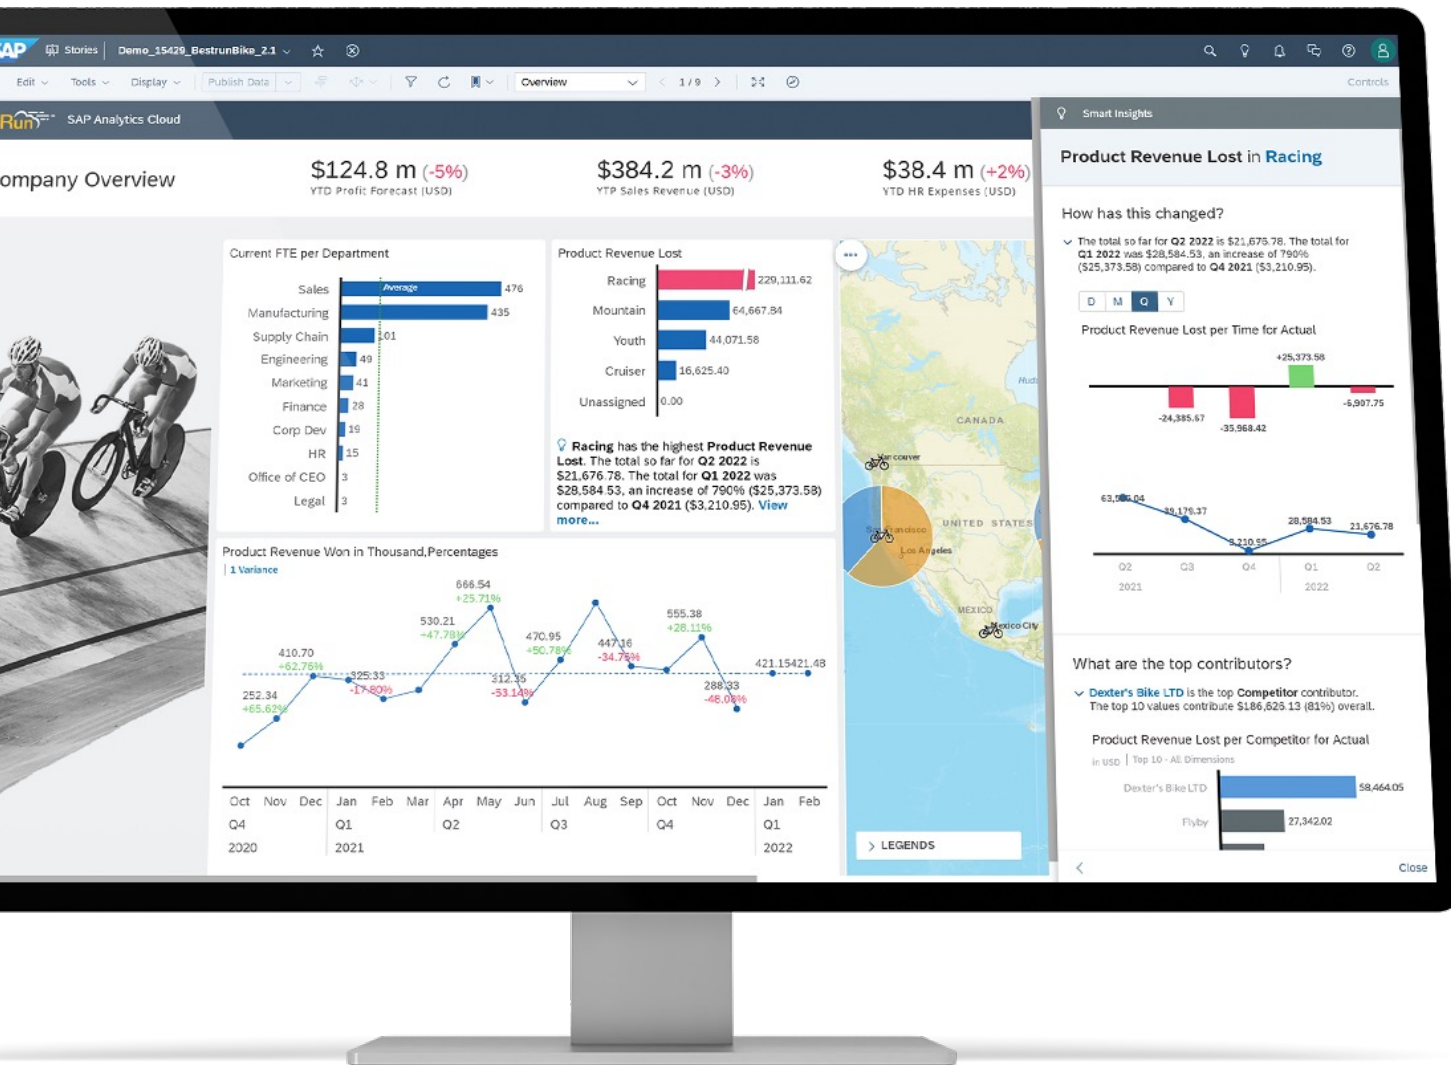 SAP Stories Demo_15429_BestrunBike_2.1
Edit Tools Display Publish Data Overview 1 / 9 Controls
Run SAP Analytics Cloud
ompany Overview
$124.8 m (-5%)
YTD Profit Forecast (USD)
$384.2 m (-3%)
YTP Sales Revenue (USD)
$38.4 m (+2%)
YTD HR Expenses (USD)
Current FTE per Department
Average
Sales 476
Manufacturing 435
Supply Chain 101
Engineering 49
Marketing 41
Finance 28
Corp Dev 19
HR 15
Office of CEO 3
Legal 3
Product Revenue Lost
Racing 229,111.62
Mountain 64,667.84
Youth 44,071.58
Cruiser 16,625.40
Unassigned 0.00
Racing has the highest Product Revenue
Lost. The total so far for Q2 2022 is
$21,676.78. The total for Q1 2022 was
$28,584.53, an increase of 790% ($25,373.58)
compared to Q4 2021 ($3,210.95). View
more...
Product Revenue Won in Thousand,Percentages
1 Variance
252.34
+65.62%
410.70
+62.76%
325.33
-17.80%
530.21
+47.78%
666.54
+25.71%
312.35
-53.14%
470.95
+50.78%
447.16
-34.75%
555.38
+28.11%
288.33
-48.08%
421.15 421.48
Oct Nov Dec Jan Feb Mar Apr May Jun Jul Aug Sep Oct Nov Dec Jan Feb
Q4 Q1 Q2 Q3 Q4 Q1
2020 2021 2022
CANADA
Vancouver
UNITED STATES
San Francisco
Los Angeles
MEXICO
Mexico City
LEGENDS
Smart Insights
Product Revenue Lost in Racing
How has this changed?
The total so far for Q2 2022 is $21,676.78. The total for
Q1 2022 was $28,584.53, an increase of 790%
($25,373.58) compared to Q4 2021 ($3,210.95).
D M Q Y
Product Revenue Lost per Time for Actual
+25,373.58
-24,385.67
-35,968.42
-6,907.75
39,179.37
3,210.95
28,584.53
21,676.78
Q2 Q3 Q4 Q1 Q2
2021 2022
What are the top contributors?
Dexter's Bike LTD is the top Competitor contributor.
The top 10 values contribute $186,626.13 (81%) overall.
Product Revenue Lost per Competitor for Actual
in USD | Top 10 - All Dimensions
Dexter's Bike LTD 58,464.05
Flyby 27,342.02
Close